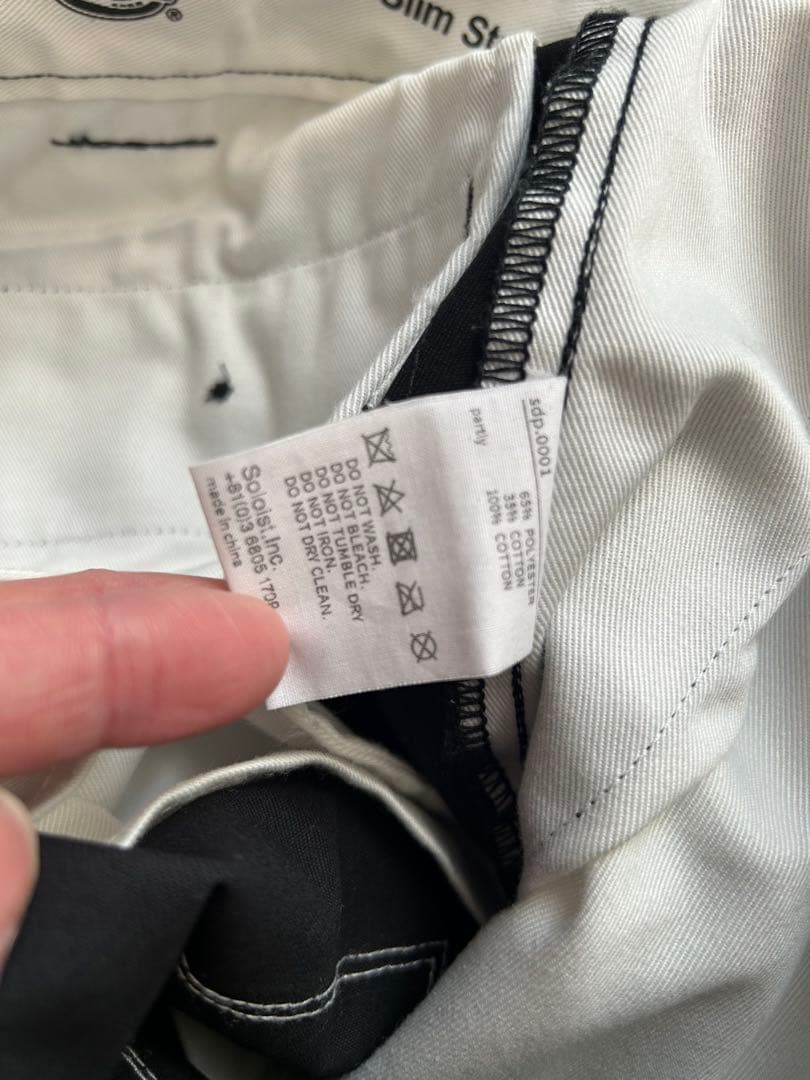 ®
Slim St
sdp.0001
65% POLYESTER
35% COTTON
partly 100% COTTON
DO NOT WASH.
DO NOT BLEACH.
DO NOT TUMBLE DRY
DO NOT IRON.
DO NOT DRY CLEAN.
Soloist.Inc.
+81(0)3 6805
made in china